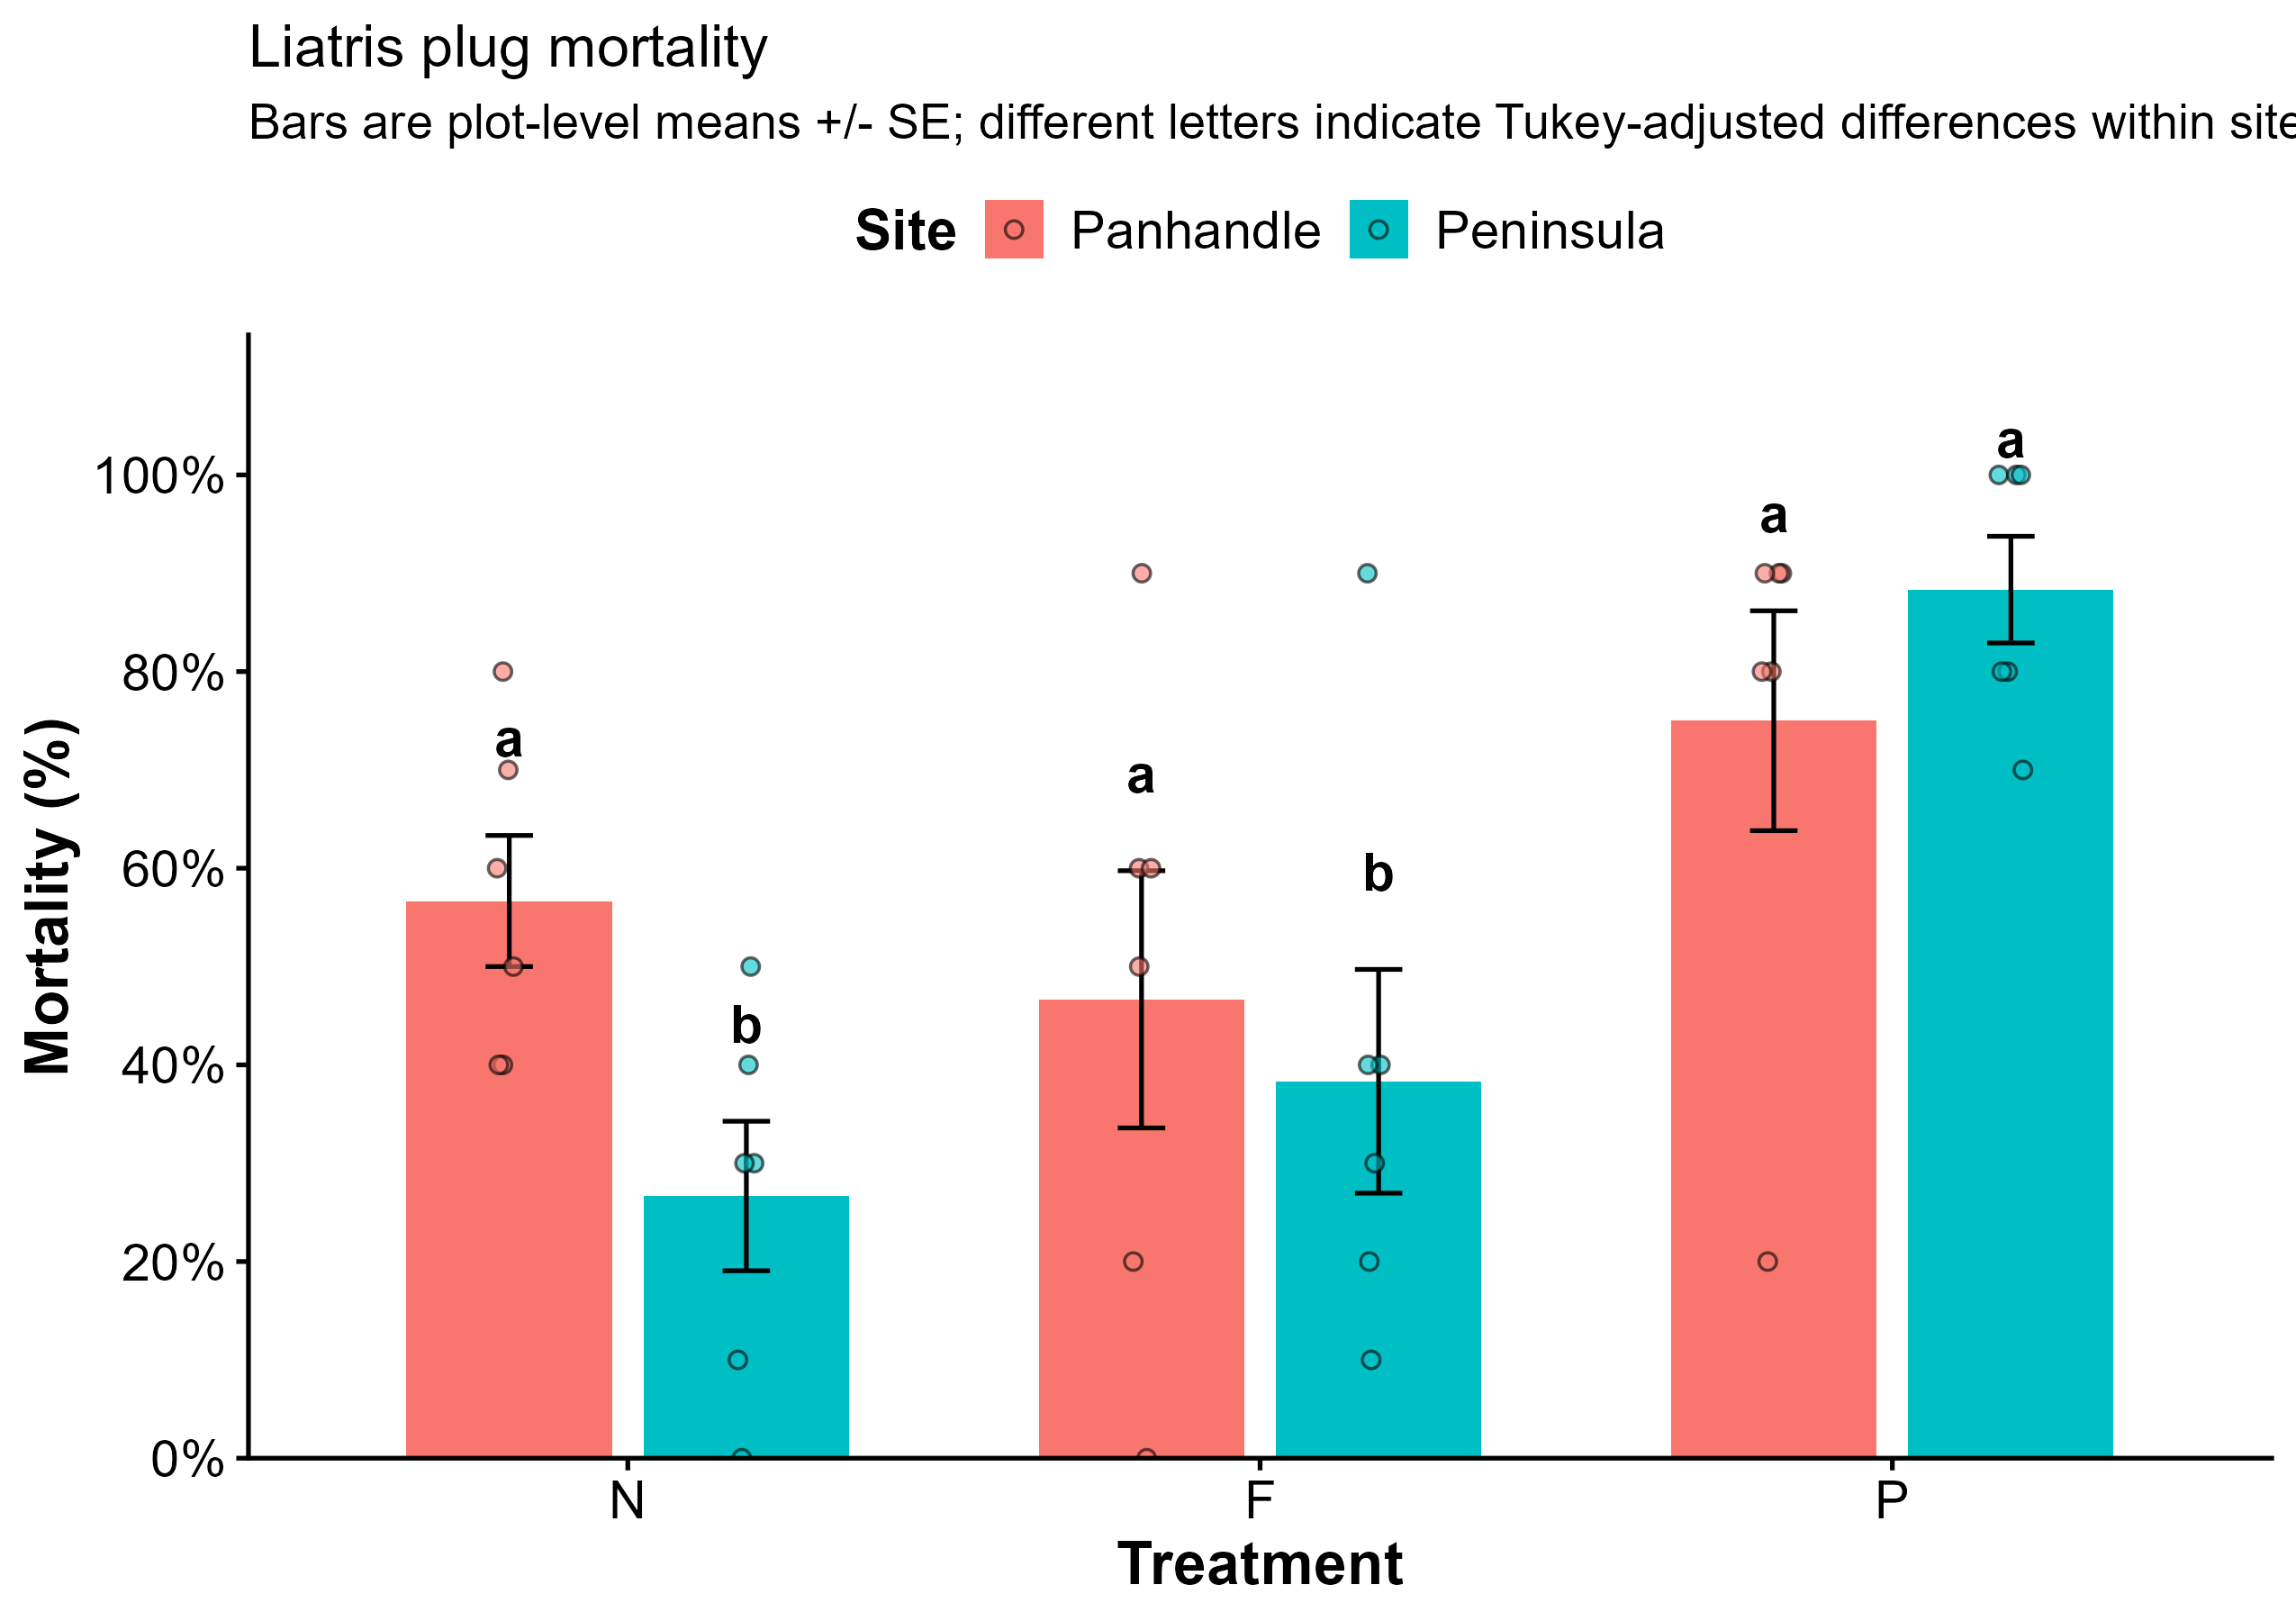 Liatris plug mortality
Bars are plot-level means +/- SE; different letters indicate Tukey-adjusted differences within site
Site Panhandle Peninsula
Mortality (%)
100%
80%
60%
40%
20%
0%
a
b
a
b
a
a
N F P
Treatment